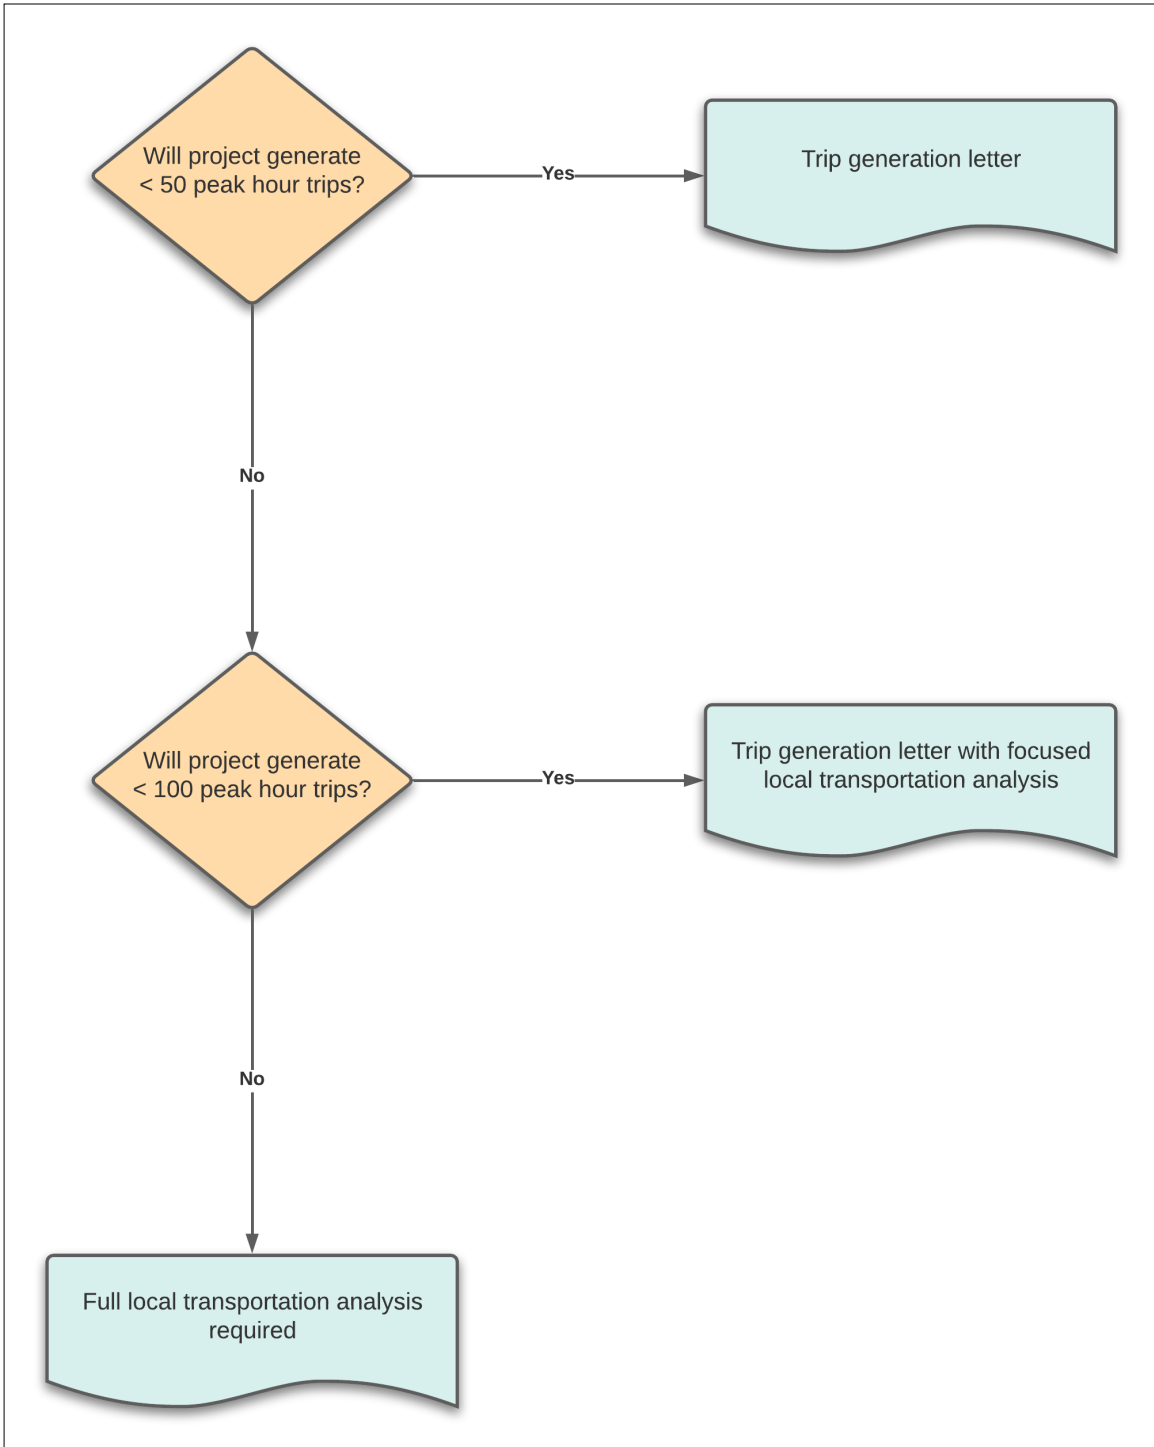 Will project generate
< 50 peak hour trips?
Yes
Trip generation letter
No
Will project generate
< 100 peak hour trips?
Yes
Trip generation letter with focused
local transportation analysis
No
Full local transportation analysis
required